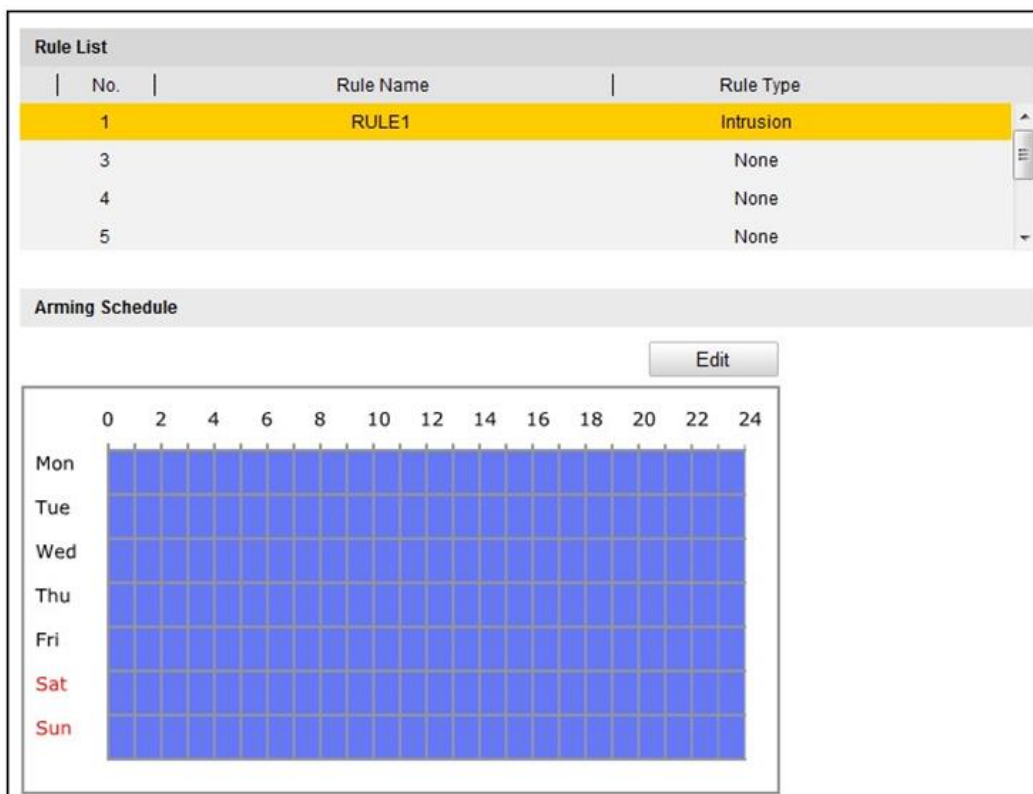 Rule List
No. Rule Name Rule Type
1 RULE1 Intrusion
3 None
4 None
5 None
Arming Schedule
Edit
0 2 4 6 8 10 12 14 16 18 20 22 24
Mon
Tue
Wed
Thu
Fri
Sat
Sun